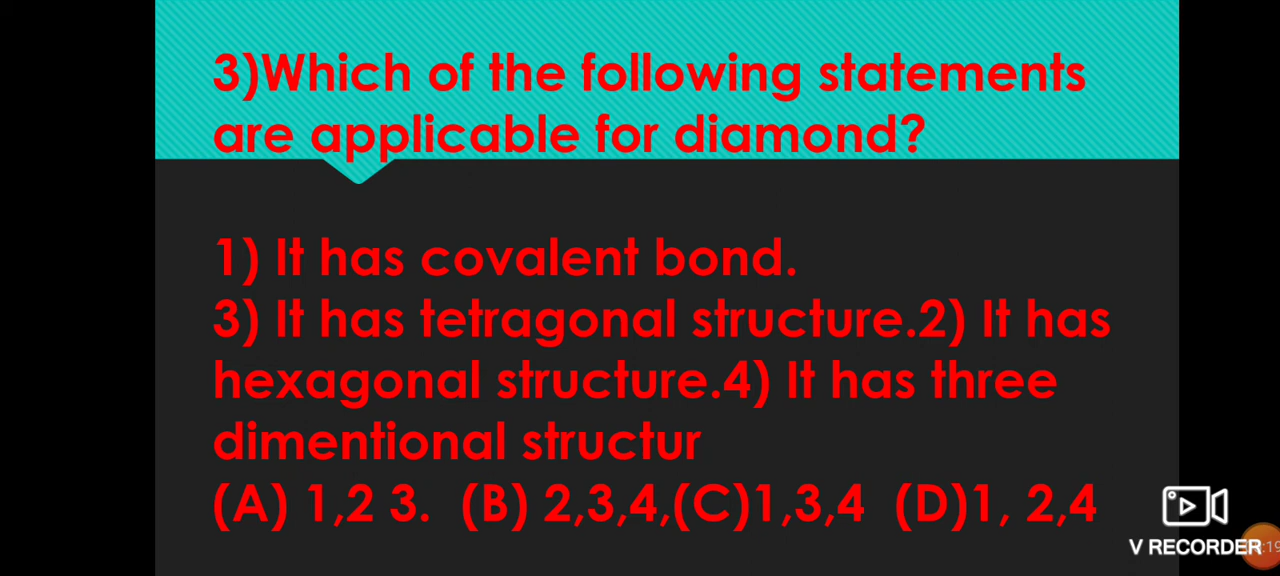 3)Which of the following statements
are applicable for diamond?
1) It has covalent bond.
3) It has tetragonal structure.2) It has
hexagonal structure.4) It has three
dimentional structur
(A) 1,2 3. (B) 2,3,4,(C)1,3,4 (D)1, 2,4
V RECORDER